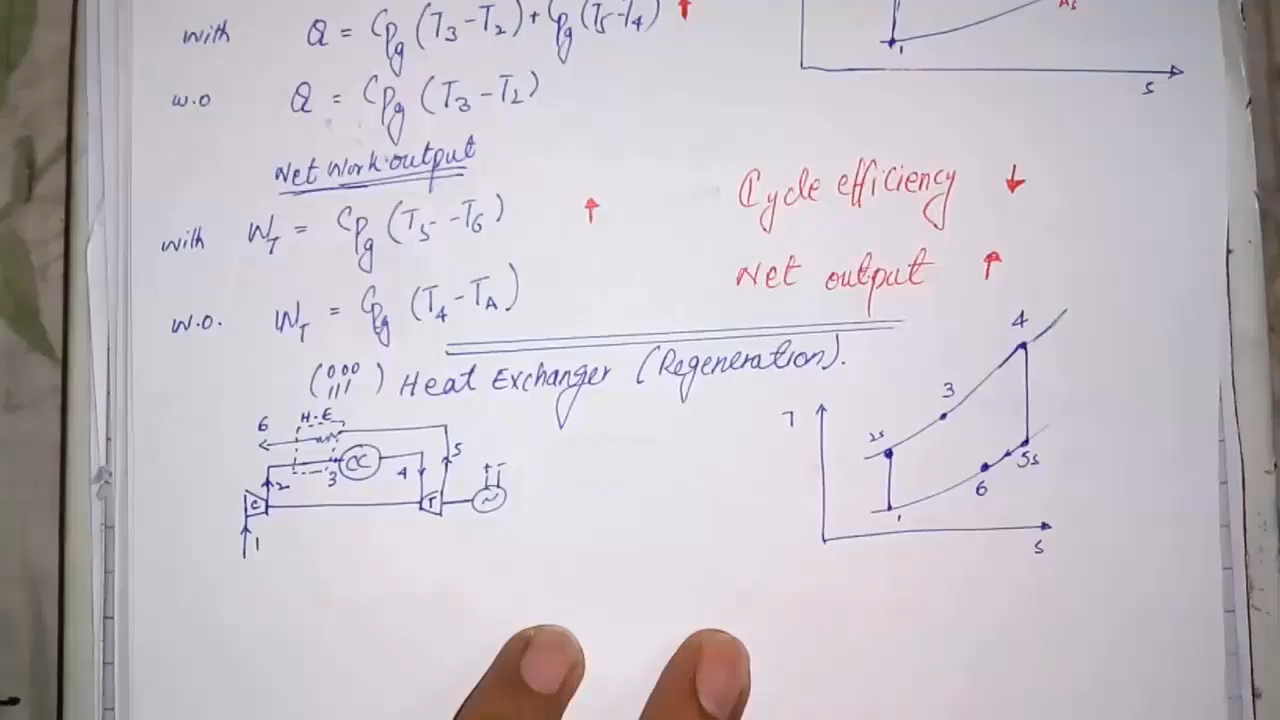 with Q = Cpg (T3 - T2) + Cpg (T5 - T4) ↑
w.o Q = Cpg (T3 - T2)
As
1
s
Net Work output
with WT = Cpg (T5 - T6) ↑
w.o. WT = Cpg (T4 - TA)
Cycle efficiency ↓
Net output ↑
Heat Exchanger (Regeneration).
6 H.E
CC
2 3 4 5
C T
1
+ -
~
T
2s 3 4
1 6 5s
s